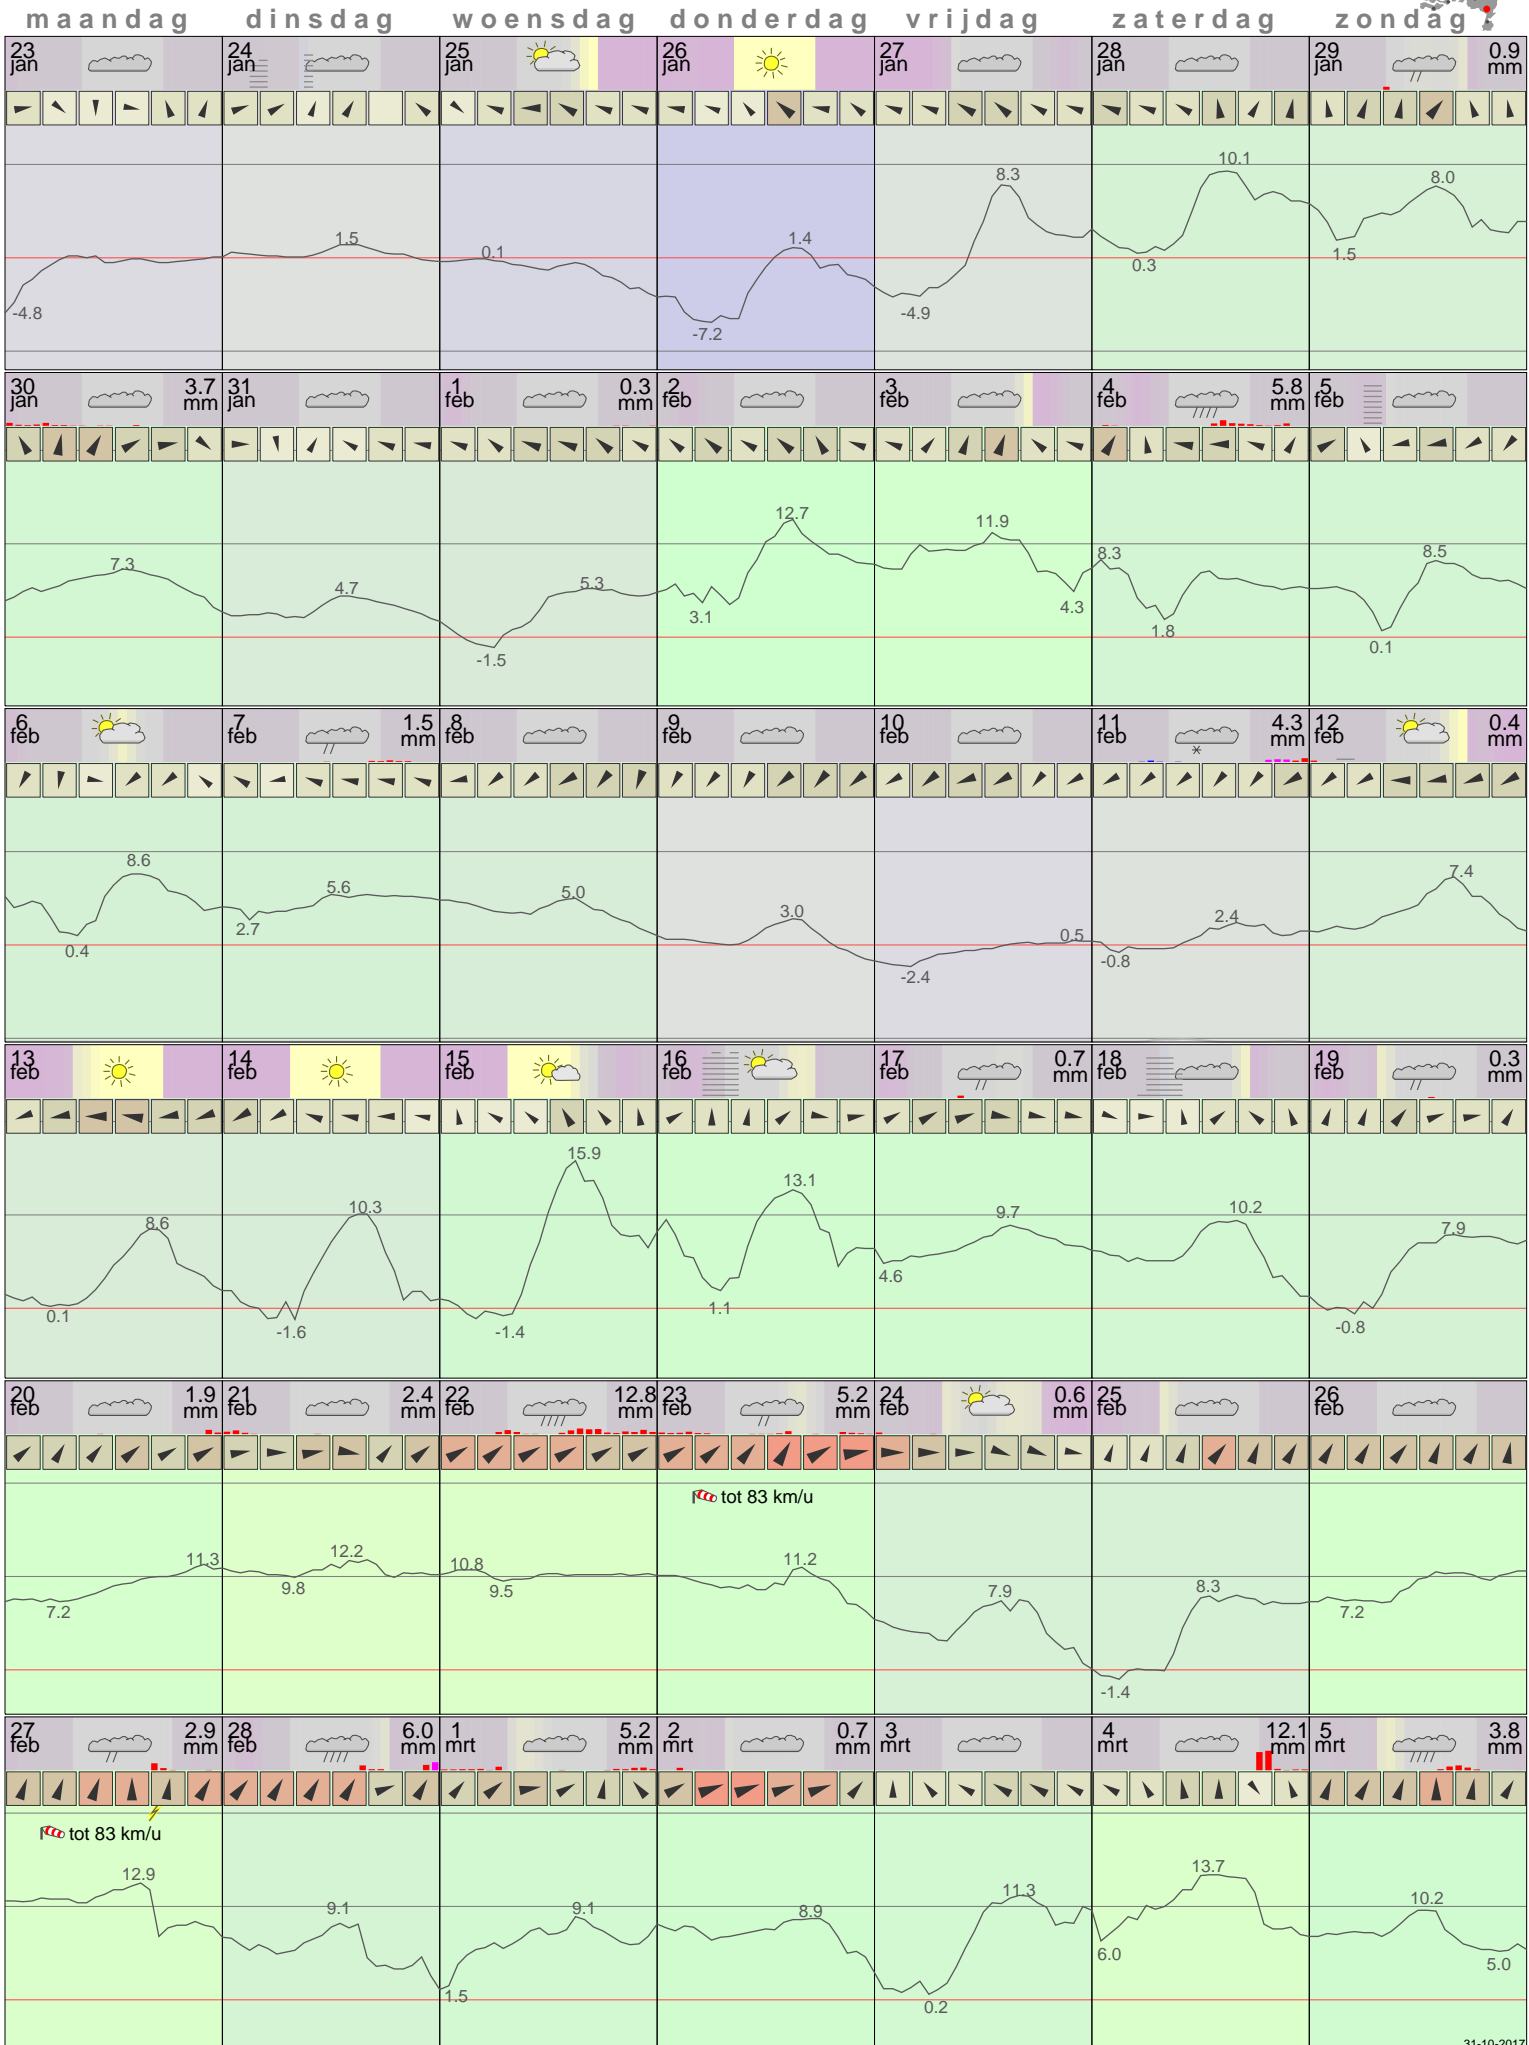 maandag dinsdag woensdag donderdag vrijdag zaterdag zondag
23 jan
24 jan
25 jan
26 jan
27 jan
28 jan
29 jan 0.9 mm
-4.8
1.5
0.1
-7.2 1.4
-4.9 8.3
0.3 10.1
1.5 8.0
30 jan 3.7 mm
31 jan
1 feb 0.3 mm
2 feb
3 feb
4 feb 5.8 mm
5 feb
7.3
4.7
-1.5 5.3
3.1 12.7
11.9 4.3
8.3 1.8
0.1 8.5
6 feb
7 feb 1.5 mm
8 feb
9 feb
10 feb
11 feb 4.3 mm
12 feb 0.4 mm
0.4 8.6
2.7 5.6
5.0
3.0
-2.4 0.5
-0.8 2.4
7.4
13 feb
14 feb
15 feb
16 feb
17 feb 0.7 mm
18 feb
19 feb 0.3 mm
0.1 8.6
-1.6 10.3
-1.4 15.9
1.1 13.1
4.6 9.7
10.2
-0.8 7.9
20 feb 1.9 mm
21 feb 2.4 mm
22 feb 12.8 mm
23 feb 5.2 mm
24 feb 0.6 mm
25 feb
26 feb
tot 83 km/u
7.2 11.3
9.8 12.2
10.8 9.5
11.2
7.9
-1.4 8.3
7.2
27 feb 2.9 mm
28 feb 6.0 mm
1 mrt 5.2 mm
2 mrt 0.7 mm
3 mrt
4 mrt 12.1 mm
5 mrt 3.8 mm
tot 83 km/u
12.9
9.1
1.5 9.1
8.9
0.2 11.3
6.0 13.7
10.2 5.0
31-10-2017